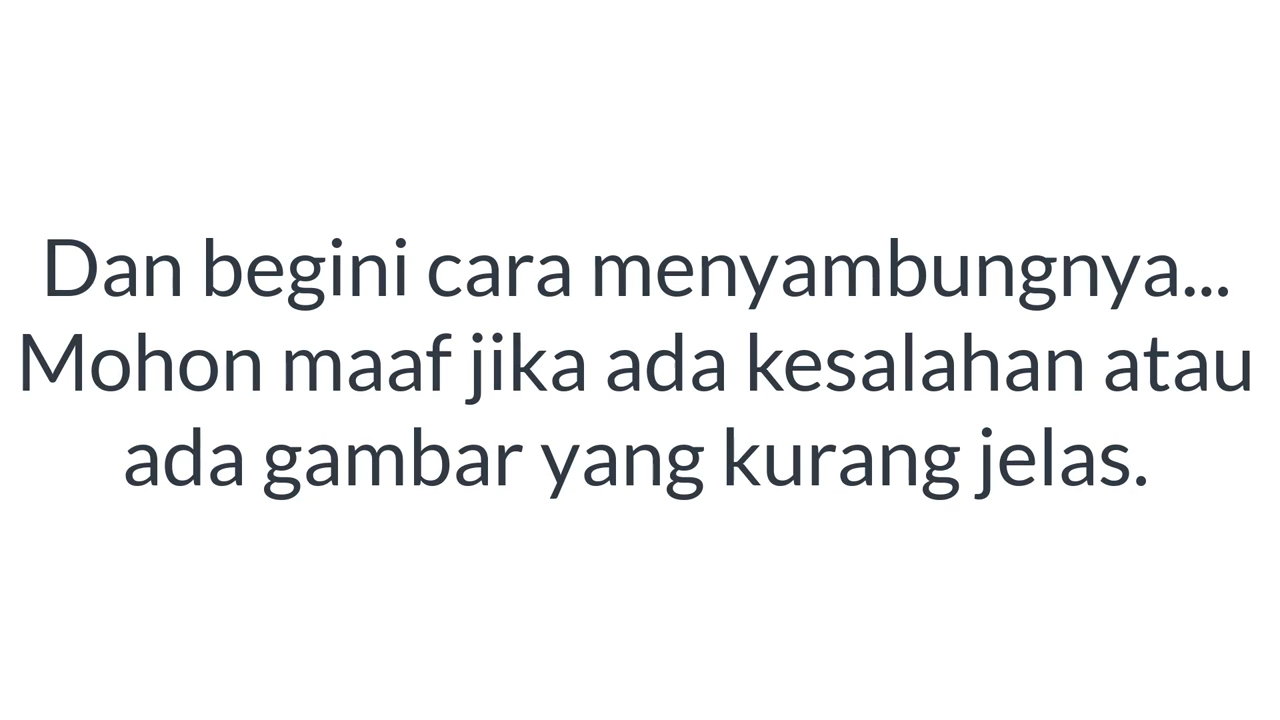 Dan begini cara menyambungnya...
Mohon maaf jika ada kesalahan atau
ada gambar yang kurang jelas.